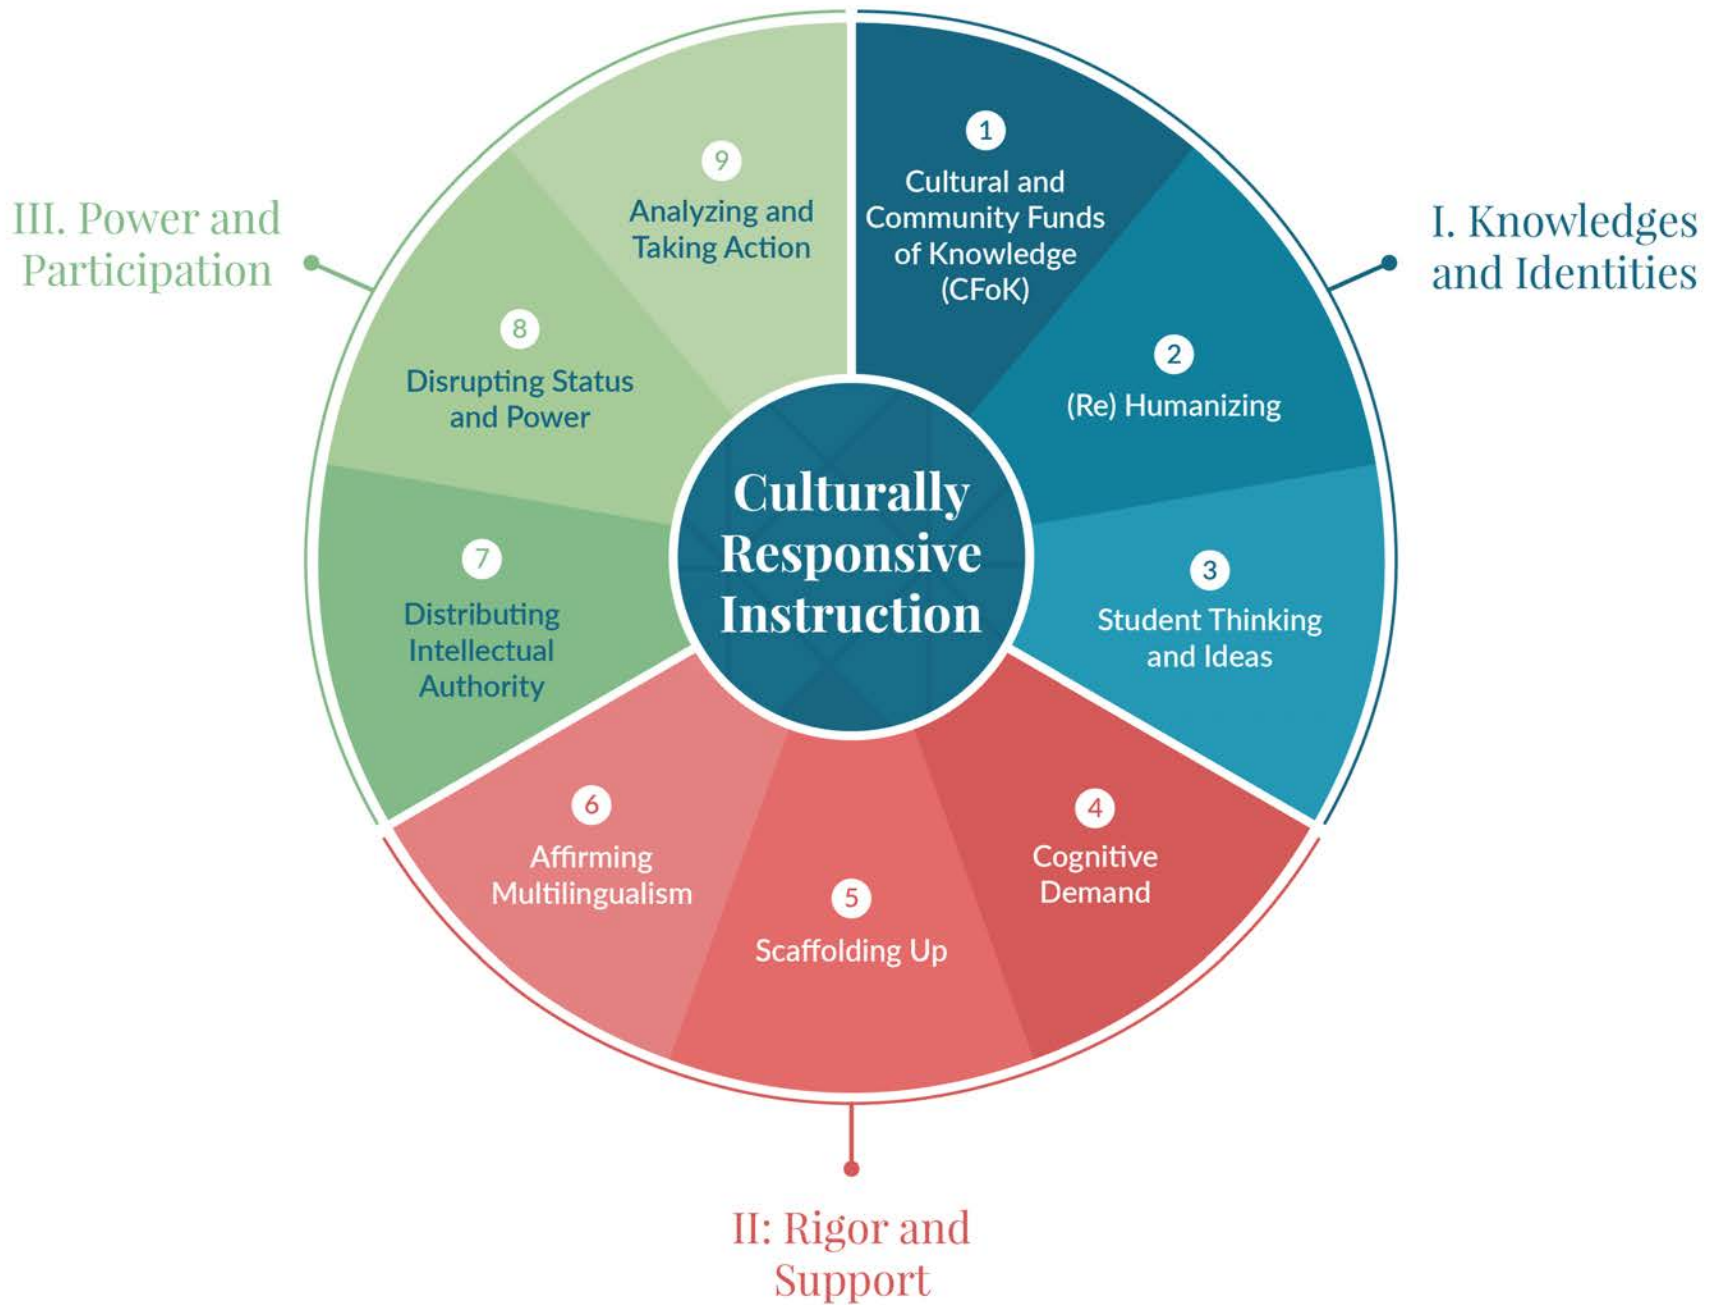 Culturally
Responsive
Instruction
I. Knowledges
and Identities
1
Cultural and
Community Funds
of Knowledge
(CFoK)
2
(Re) Humanizing
3
Student Thinking
and Ideas
II: Rigor and
Support
4
Cognitive
Demand
5
Scaffolding Up
6
Affirming
Multilingualism
III. Power and
Participation
7
Distributing
Intellectual
Authority
8
Disrupting Status
and Power
9
Analyzing and
Taking Action